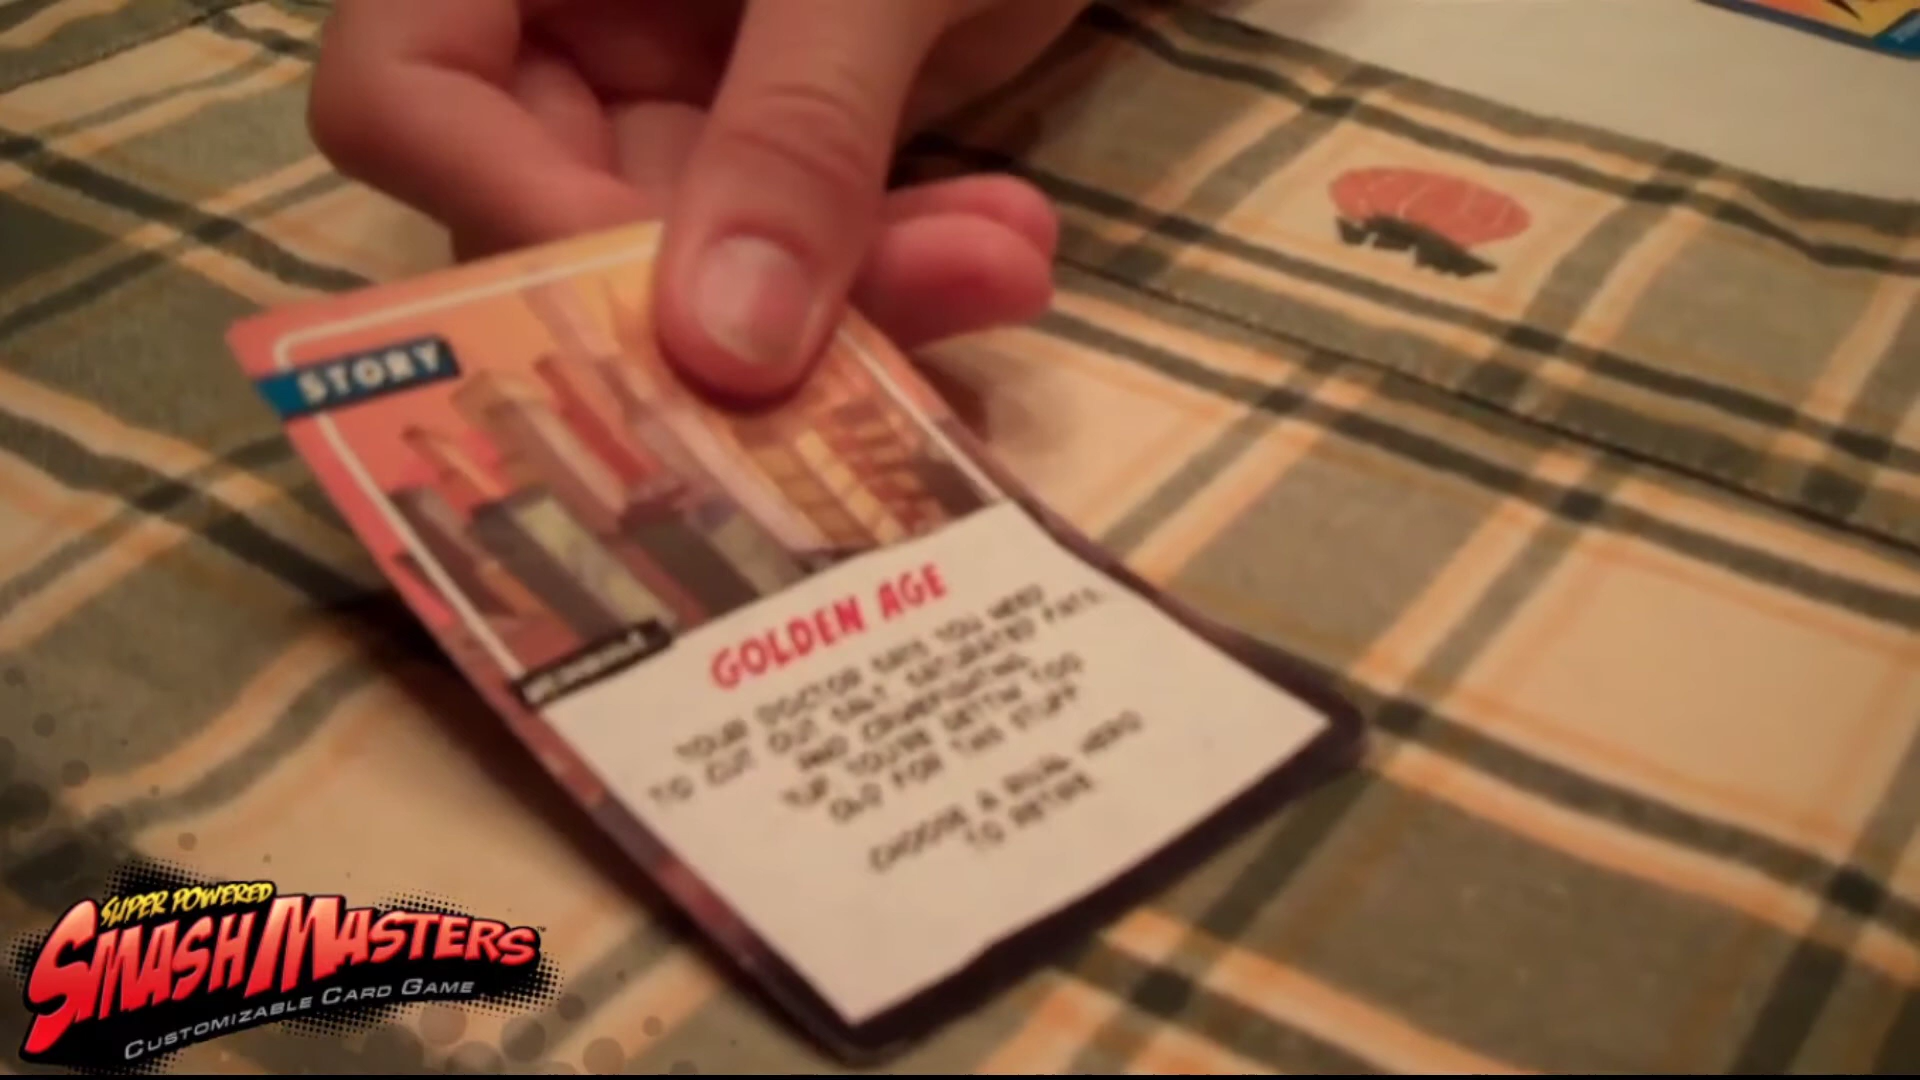 STORY
GOLDEN AGE
YOUR DOCTOR SAYS YOU NEED
TO CUT OUT SALT, SATURATED FATS,
AND CRIMEFIGHTING.
YUP, YOU'RE GETTIN' TOO
OLD FOR THIS STUFF
CHOOSE A RIVAL HERO
TO RETIRE
SUPER POWERED
SMASH MASTERS
CUSTOMIZABLE CARD GAME